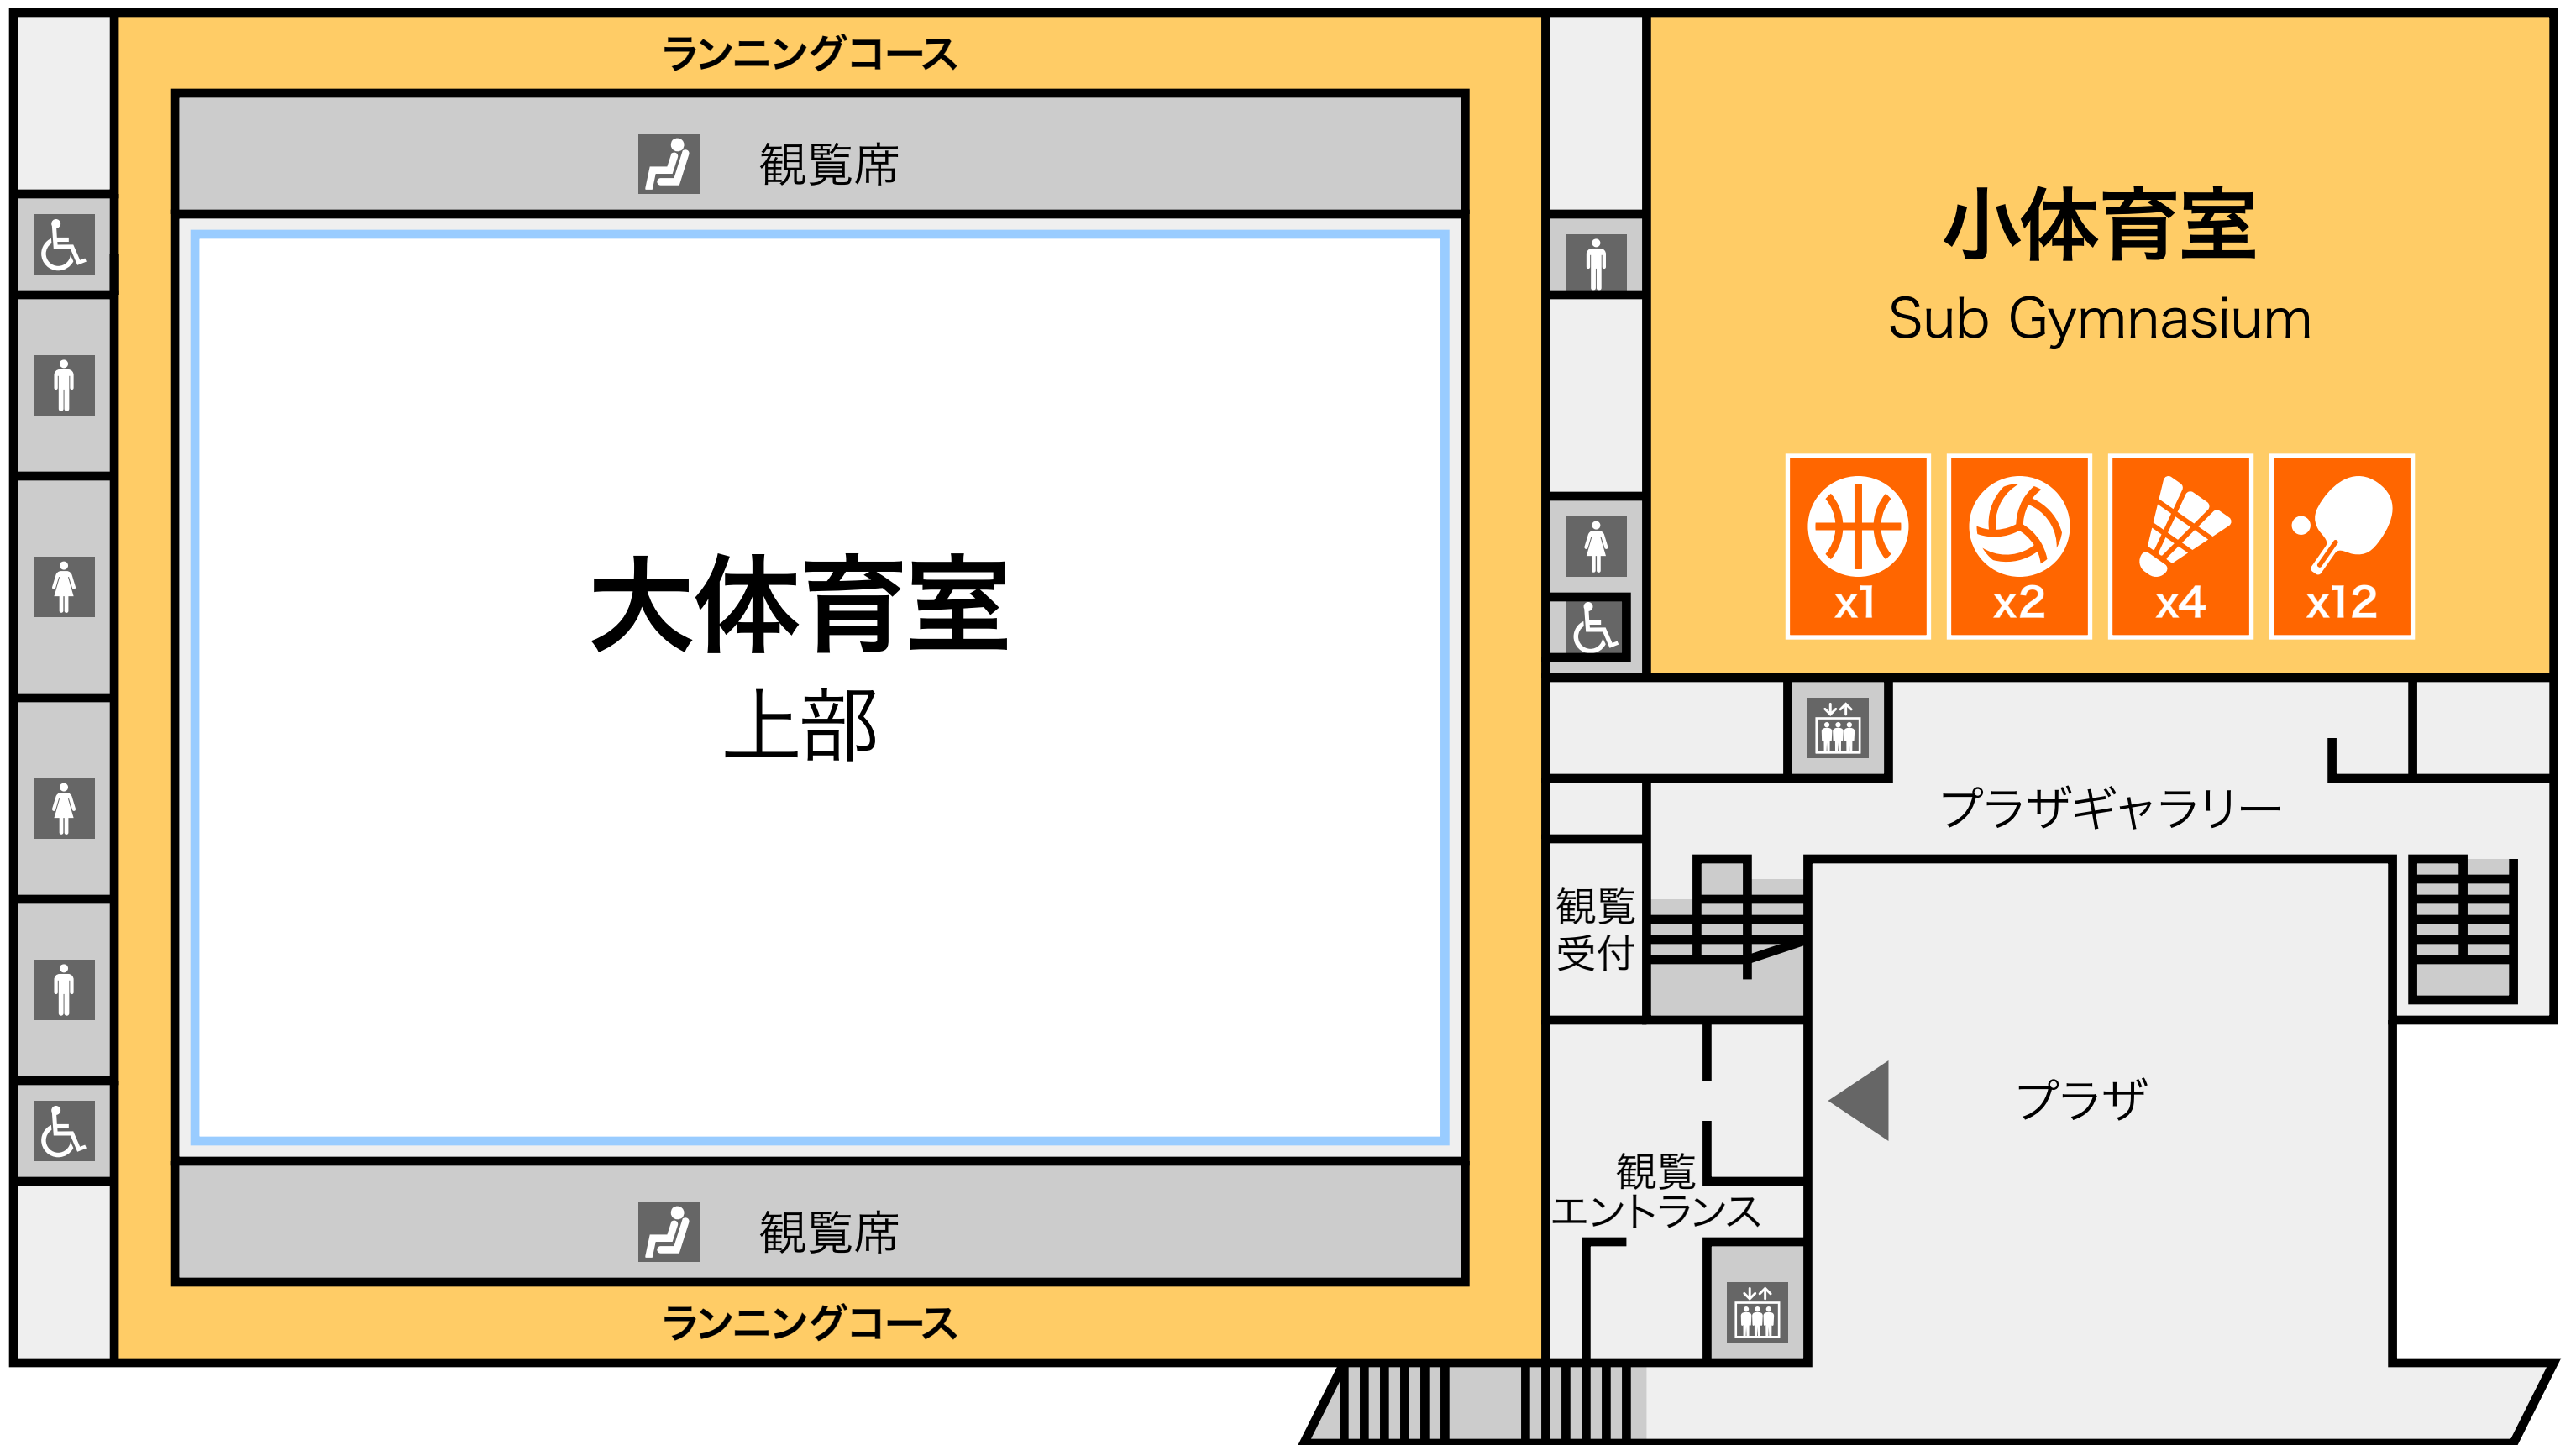 ランニングコース
観覧席
小体育室
Sub Gymnasium
x1
x2
x4
x12
大体育室
上部
プラザギャラリー
観覧
受付
プラザ
観覧
エントランス
観覧席
ランニングコース